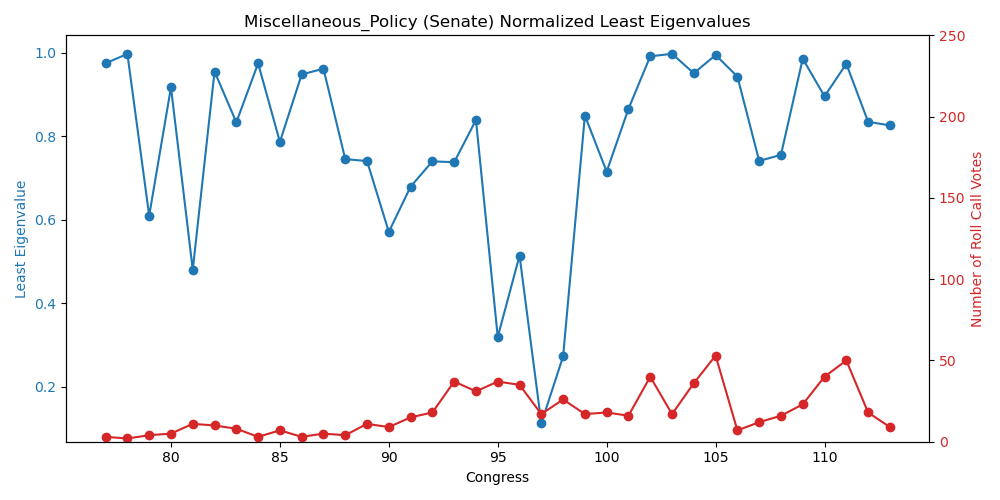 Miscellaneous_Policy (Senate) Normalized Least Eigenvalues
Least Eigenvalue
1.0
0.8
0.6
0.4
0.2
250
200
150
100
50
0
Number of Roll Call Votes
80 85 90 95 100 105 110
Congress